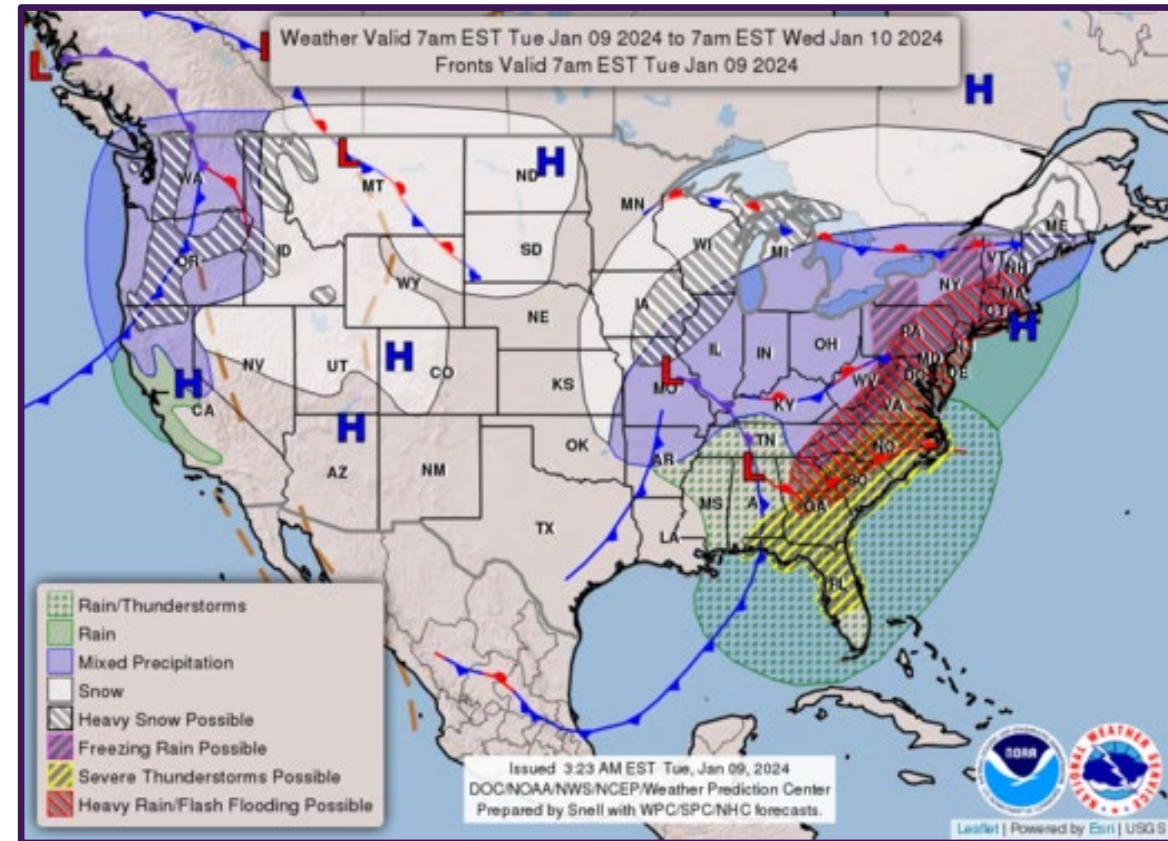 Weather Valid 7am EST Tue Jan 09 2024 to 7am EST Wed Jan 10 2024
Fronts Valid 7am EST Tue Jan 09 2024
L
H
WA
L
MT
ND
H
MN
ME
OR
ID
SD
WI
MI
VT
NH
NY
MA
CT
H
WY
IA
PA
NJ
NE
NV
UT
H
CO
IL
IN
OH
MD
DE
DC
WV
H
CA
KS
MO
L
KY
VA
H
AZ
NM
OK
AR
TN
L
NC
SC
MS
A
GA
TX
LA
FL
Rain/Thunderstorms
Rain
Mixed Precipitation
Snow
Heavy Snow Possible
Freezing Rain Possible
Severe Thunderstorms Possible
Heavy Rain/Flash Flooding Possible
Issued 3:23 AM EST Tue, Jan 09, 2024
DOC/NOAA/NWS/NCEP/Weather Prediction Center
Prepared by Snell with WPC/SPC/NHC forecasts.
NOAA
NATIONAL WEATHER SERVICE
Leaflet | Powered by Esri | USGS